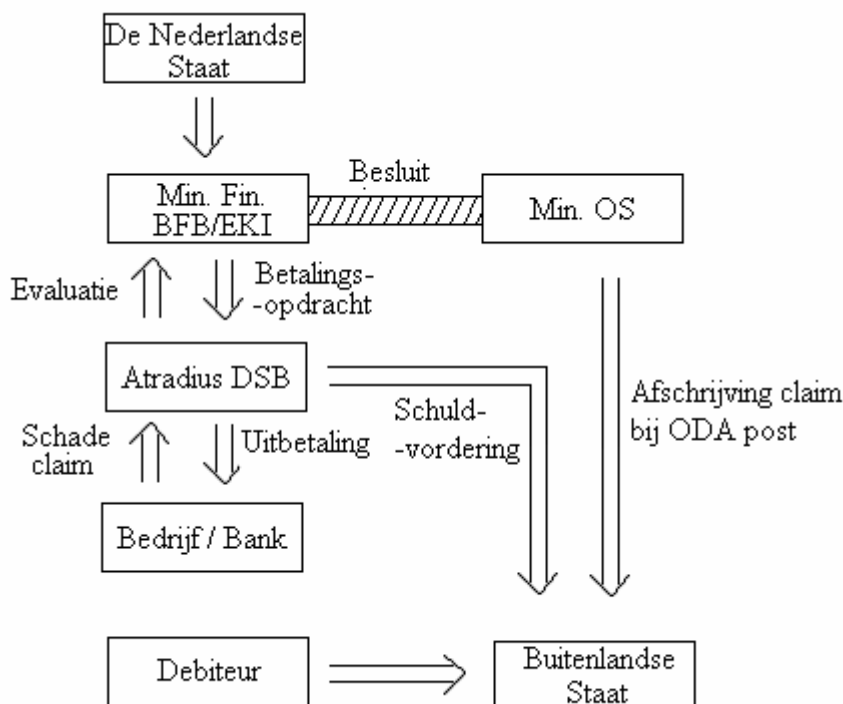 De Nederlandse
Staat
Besluit
Min. Fin.
BFB/EKI
Min. OS
Evaluatie
Betalings-
-opdracht
Atradius DSB
Schade
claim
Uitbetaling
Schuld-
-vordering
Afschrijving claim
bij ODA post
Bedrijf / Bank
Debiteur
Buitenlandse
Staat